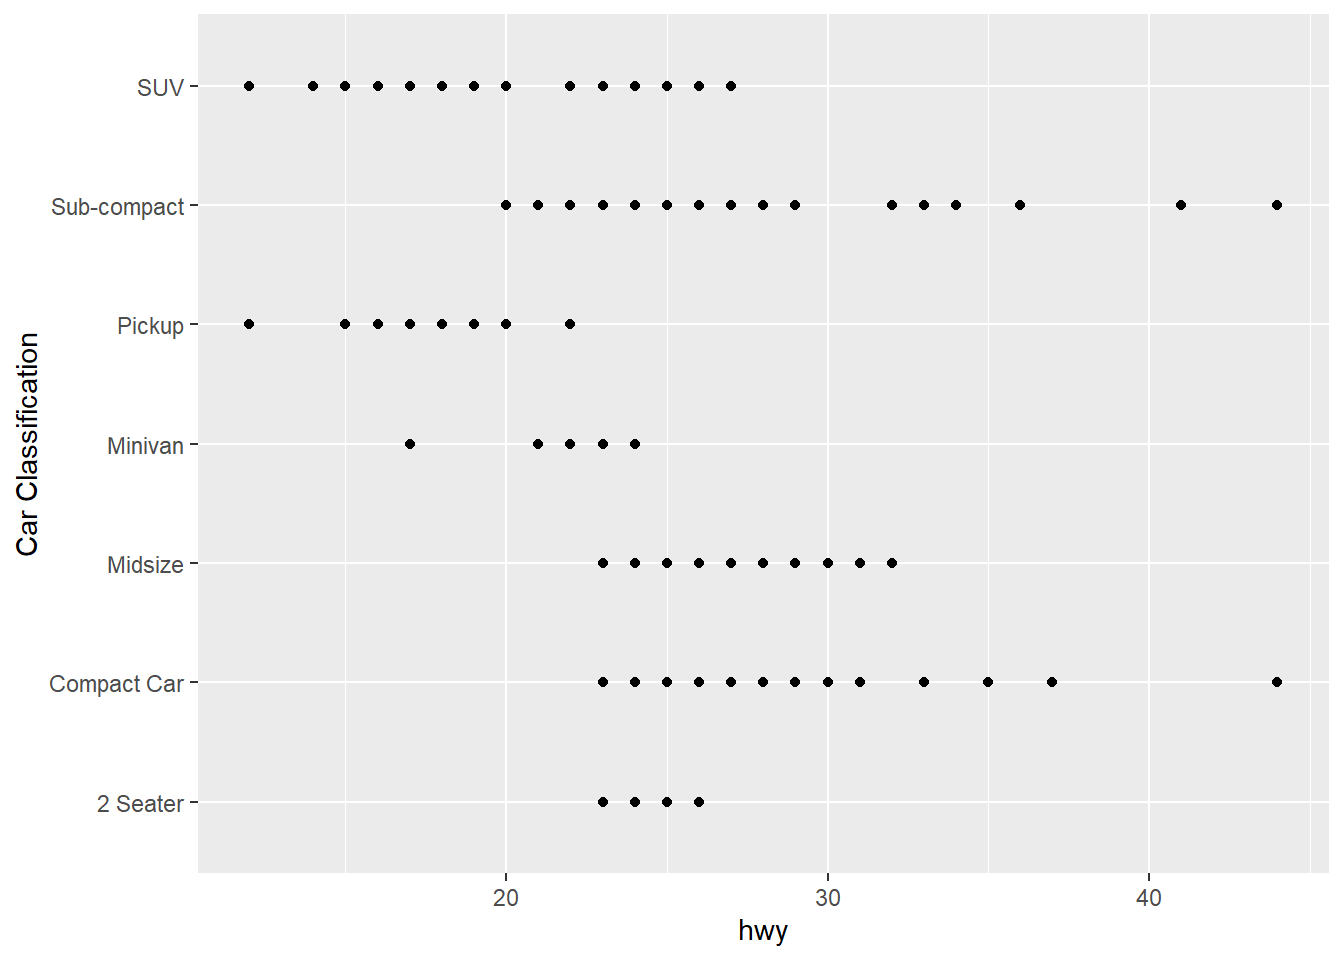 SUV
Sub-compact
Pickup
Minivan
Midsize
Compact Car
2 Seater
Car Classification
20 30 40
hwy